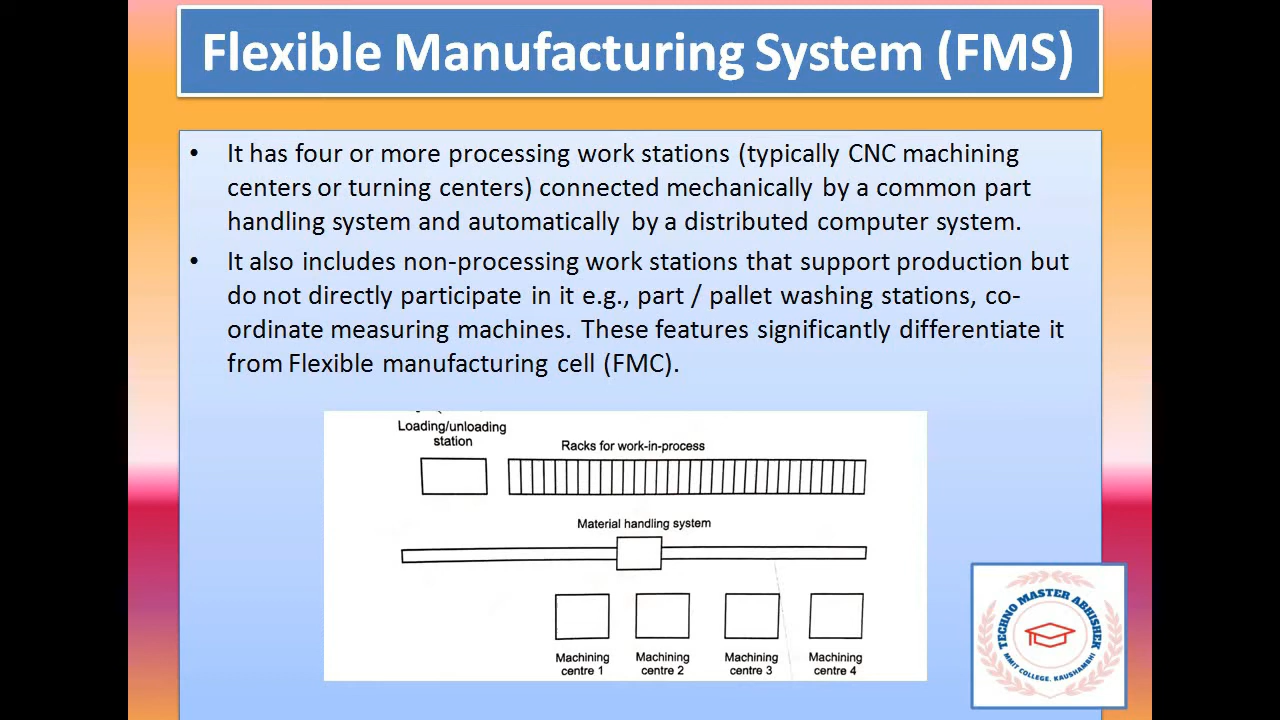 Flexible Manufacturing System (FMS)
• It has four or more processing work stations (typically CNC machining
centers or turning centers) connected mechanically by a common part
handling system and automatically by a distributed computer system.
• It also includes non-processing work stations that support production but
do not directly participate in it e.g., part / pallet washing stations, co-
ordinate measuring machines. These features significantly differentiate it
from Flexible manufacturing cell (FMC).
Loading/unloading
station
Racks for work-in-process
Material handling system
Machining
centre 1
Machining
centre 2
Machining
centre 3
Machining
centre 4
TECHNO MASTER ABHISHEK
MMIT COLLEGE, KAUSHAMBHI